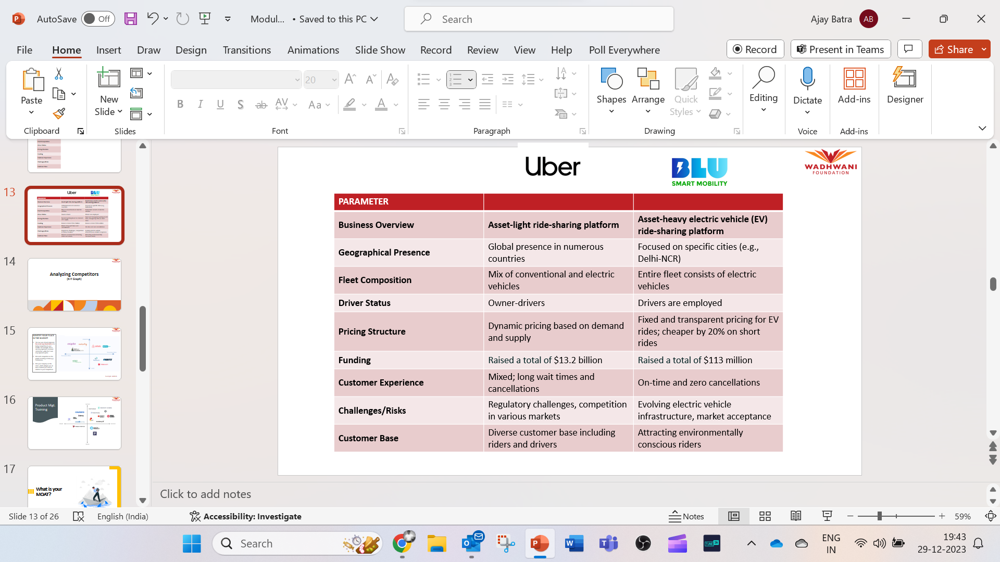 AutoSave
Off
Modul... • Saved to this PC
Search
Ajay Batra
AB
File
Home
Insert
Draw
Design
Transitions
Animations
Slide Show
Record
Review
View
Help
Poll Everywhere
Record
Present in Teams
Share
Paste
New
Slide
20
B I U S ab AV Aa A
Shapes
Arrange
Quick
Styles
Editing
Dictate
Add-ins
Designer
Clipboard
Slides
Font
Paragraph
Drawing
Voice
Add-ins
13
14
Analyzing Competitors
(X-Y Graph)
15
16
Product Mgt.
Training
17
What is your
MOAT?
Uber
BLU
SMART MOBILITY
WADHWANI
FOUNDATION
PARAMETER
Business Overview
Asset-light ride-sharing platform
Asset-heavy electric vehicle (EV)
ride-sharing platform
Geographical Presence
Global presence in numerous
countries
Focused on specific cities (e.g.,
Delhi-NCR)
Fleet Composition
Mix of conventional and electric
vehicles
Entire fleet consists of electric
vehicles
Driver Status
Owner-drivers
Drivers are employed
Pricing Structure
Dynamic pricing based on demand
and supply
Fixed and transparent pricing for EV
rides; cheaper by 20% on short
rides
Funding
Raised a total of $13.2 billion
Raised a total of $113 million
Customer Experience
Mixed; long wait times and
cancellations
On-time and zero cancellations
Challenges/Risks
Regulatory challenges, competition
in various markets
Evolving electric vehicle
infrastructure, market acceptance
Customer Base
Diverse customer base including
riders and drivers
Attracting environmentally
conscious riders
Click to add notes
Slide 13 of 26
English (India)
Accessibility: Investigate
Notes
59%
Search
ENG
IN
19:43
29-12-2023